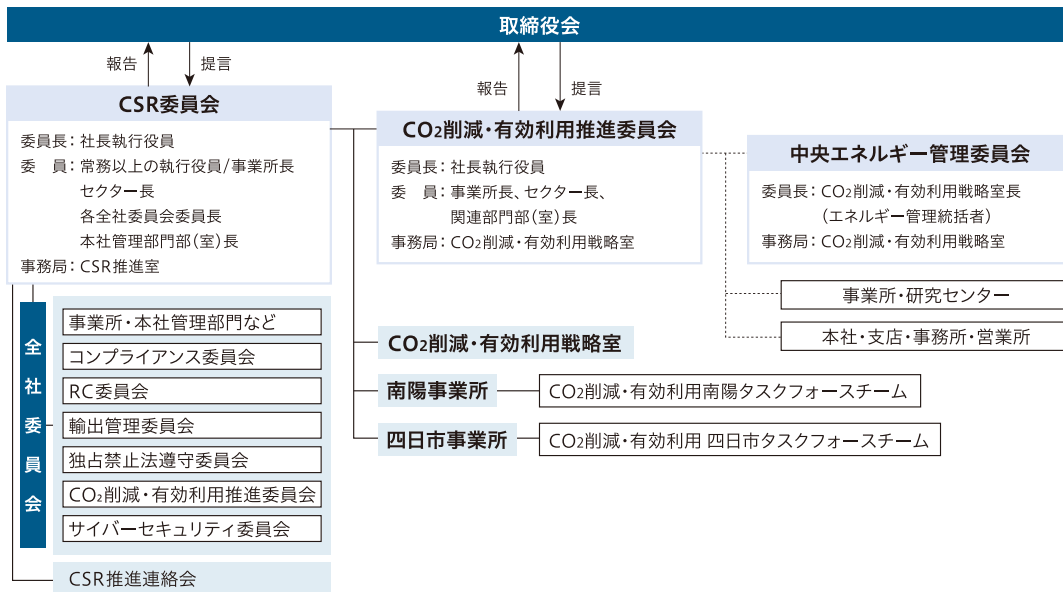 取締役会
報告
提言
報告
提言
CSR委員会
委員長：社長執行役員
委　員：常務以上の執行役員/事業所長
セクター長
各全社委員会委員長
本社管理部門部（室）長
事務局：CSR推進室
CO₂削減・有効利用推進委員会
委員長：社長執行役員
委　員：事業所長、セクター長、
関連部門部（室）長
事務局：CO₂削減・有効利用戦略室
中央エネルギー管理委員会
委員長：CO₂削減・有効利用戦略室長
（エネルギー管理統括者）
事務局：CO₂削減・有効利用戦略室
事業所・研究センター
本社・支店・事務所・営業所
全社委員会
事業所・本社管理部門など
コンプライアンス委員会
RC委員会
輸出管理委員会
独占禁止法遵守委員会
CO₂削減・有効利用推進委員会
サイバーセキュリティ委員会
CSR推進連絡会
CO₂削減・有効利用戦略室
南陽事業所
CO₂削減・有効利用南陽タスクフォースチーム
四日市事業所
CO₂削減・有効利用 四日市タスクフォースチーム